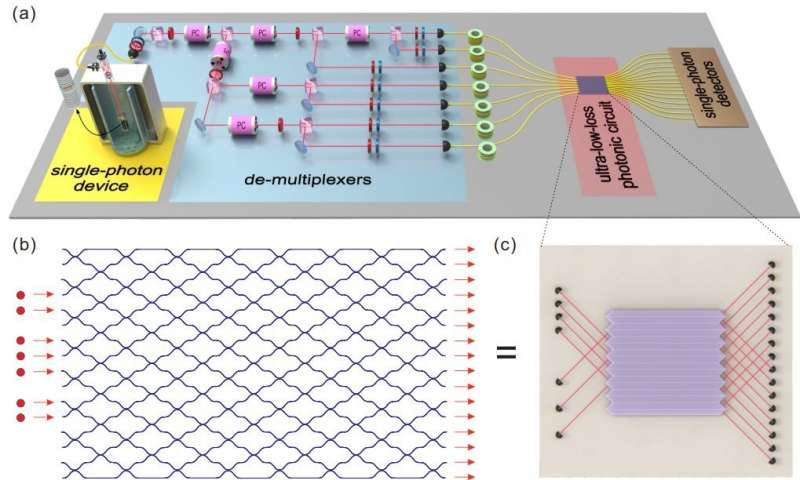 (a)
PC
PC
PC
PC
PC
PC
single-photon
device
de-multiplexers
ultra-low-loss
photonic circuit
single-photon
detectors
(b)
(c)
=